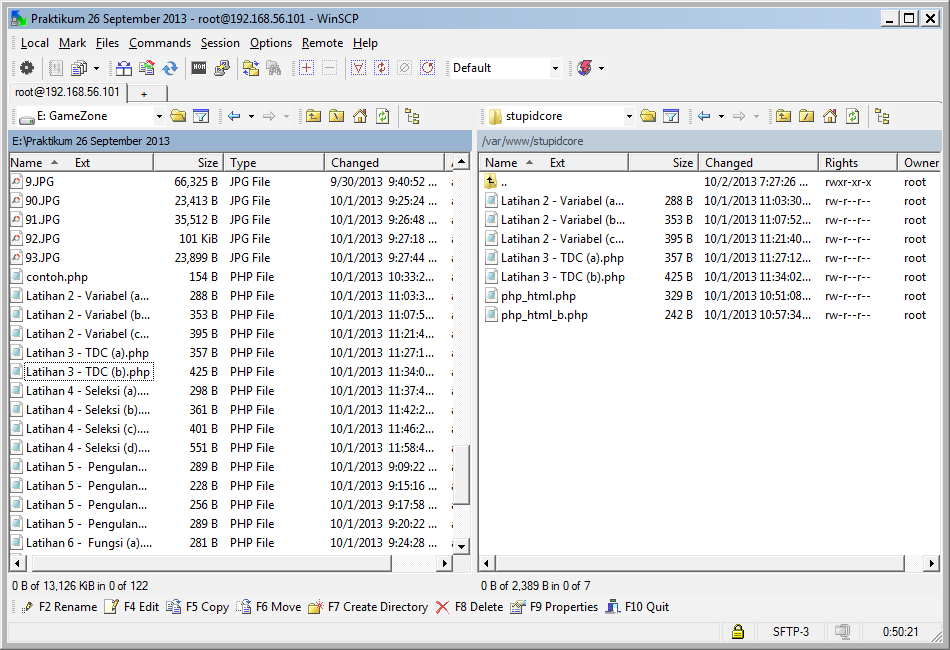 Praktikum 26 September 2013 - root@192.168.56.101 - WinSCP
Local Mark Files Commands Session Options Remote Help
Default
root@192.168.56.101 +
E: GameZone
stupidcore
E:\Praktikum 26 September 2013
/var/www/stupidcore
Name Ext Size Type Changed
9.JPG 66,325 B JPG File 9/30/2013 9:40:52 ...
90.JPG 23,413 B JPG File 10/1/2013 9:25:24 ...
91.JPG 35,512 B JPG File 10/1/2013 9:26:48 ...
92.JPG 101 KiB JPG File 10/1/2013 9:27:18 ...
93.JPG 23,899 B JPG File 10/1/2013 9:27:44 ...
contoh.php 154 B PHP File 10/1/2013 10:33:2...
Latihan 2 - Variabel (a... 288 B PHP File 10/1/2013 11:03:3...
Latihan 2 - Variabel (b... 353 B PHP File 10/1/2013 11:07:5...
Latihan 2 - Variabel (c... 395 B PHP File 10/1/2013 11:21:4...
Latihan 3 - TDC (a).php 357 B PHP File 10/1/2013 11:27:1...
Latihan 3 - TDC (b).php 425 B PHP File 10/1/2013 11:34:0...
Latihan 4 - Seleksi (a).... 298 B PHP File 10/1/2013 11:37:4...
Latihan 4 - Seleksi (b).... 361 B PHP File 10/1/2013 11:42:2...
Latihan 4 - Seleksi (c).... 401 B PHP File 10/1/2013 11:46:2...
Latihan 4 - Seleksi (d).... 551 B PHP File 10/1/2013 11:58:4...
Latihan 5 - Pengulan... 289 B PHP File 10/1/2013 9:09:22 ...
Latihan 5 - Pengulan... 228 B PHP File 10/1/2013 9:15:16 ...
Latihan 5 - Pengulan... 256 B PHP File 10/1/2013 9:17:58 ...
Latihan 5 - Pengulan... 289 B PHP File 10/1/2013 9:20:22 ...
Latihan 6 - Fungsi (a).... 281 B PHP File 10/1/2013 9:24:28 ...
Name Ext Size Changed Rights Owner
.. 10/2/2013 7:27:26 ... rwxr-xr-x root
Latihan 2 - Variabel (a... 288 B 10/1/2013 11:03:30... rw-r--r-- root
Latihan 2 - Variabel (b... 353 B 10/1/2013 11:07:52... rw-r--r-- root
Latihan 2 - Variabel (c... 395 B 10/1/2013 11:21:40... rw-r--r-- root
Latihan 3 - TDC (a).php 357 B 10/1/2013 11:27:12... rw-r--r-- root
Latihan 3 - TDC (b).php 425 B 10/1/2013 11:34:02... rw-r--r-- root
php_html.php 329 B 10/1/2013 10:51:08... rw-r--r-- root
php_html_b.php 242 B 10/1/2013 10:57:34... rw-r--r-- root
0 B of 13,126 KiB in 0 of 122
0 B of 2,389 B in 0 of 7
F2 Rename F4 Edit F5 Copy F6 Move F7 Create Directory F8 Delete F9 Properties F10 Quit
SFTP-3 0:50:21